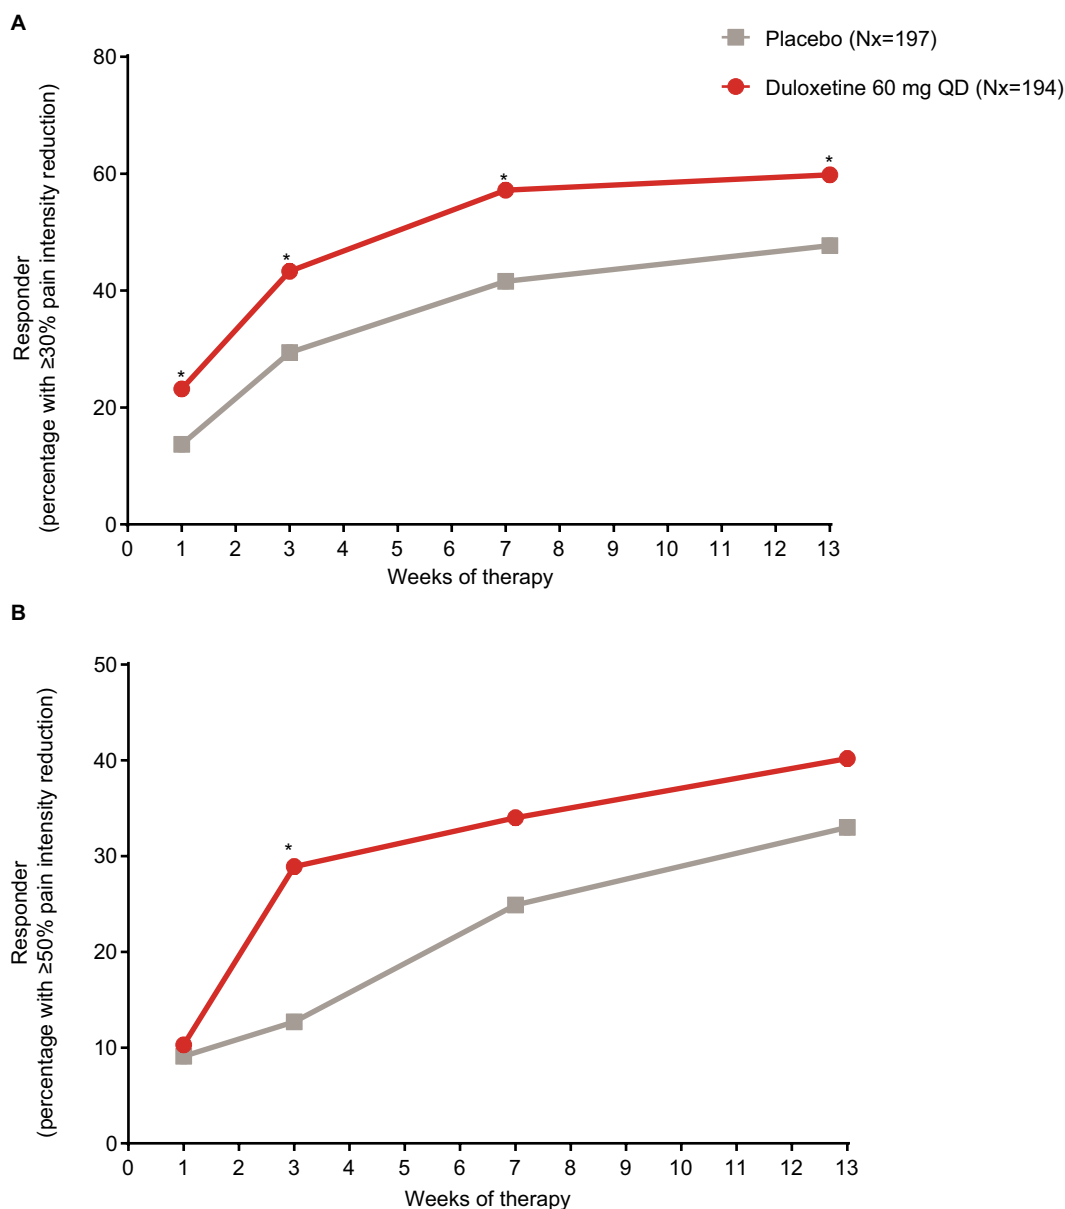 A
Placebo (Nx=197)
Duloxetine 60 mg QD (Nx=194)
Responder
(percentage with ≥30% pain intensity reduction)
80
60
40
20
0
* * * *
0 1 2 3 4 5 6 7 8 9 10 11 12 13
Weeks of therapy
B
Responder
(percentage with ≥50% pain intensity reduction)
50
40
30
20
10
0
*
0 1 2 3 4 5 6 7 8 9 10 11 12 13
Weeks of therapy